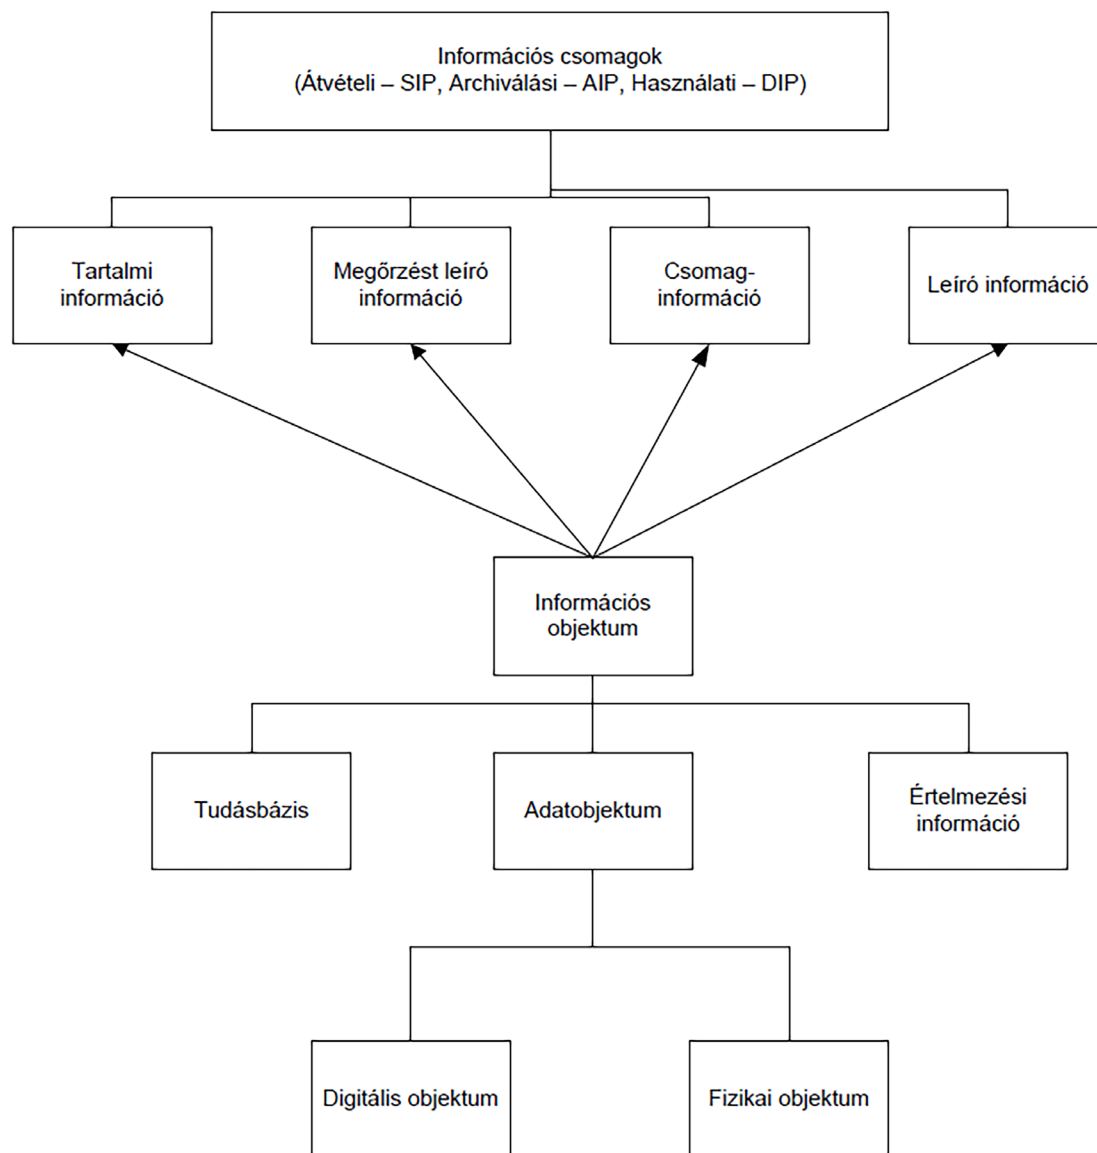 Információs csomagok
(Átvételi – SIP, Archiválási – AIP, Használati – DIP)
Tartalmi
információ
Megőrzést leíró
információ
Csomag-
információ
Leíró információ
Információs
objektum
Tudásbázis
Adatobjektum
Értelmezési
információ
Digitális objektum
Fizikai objektum